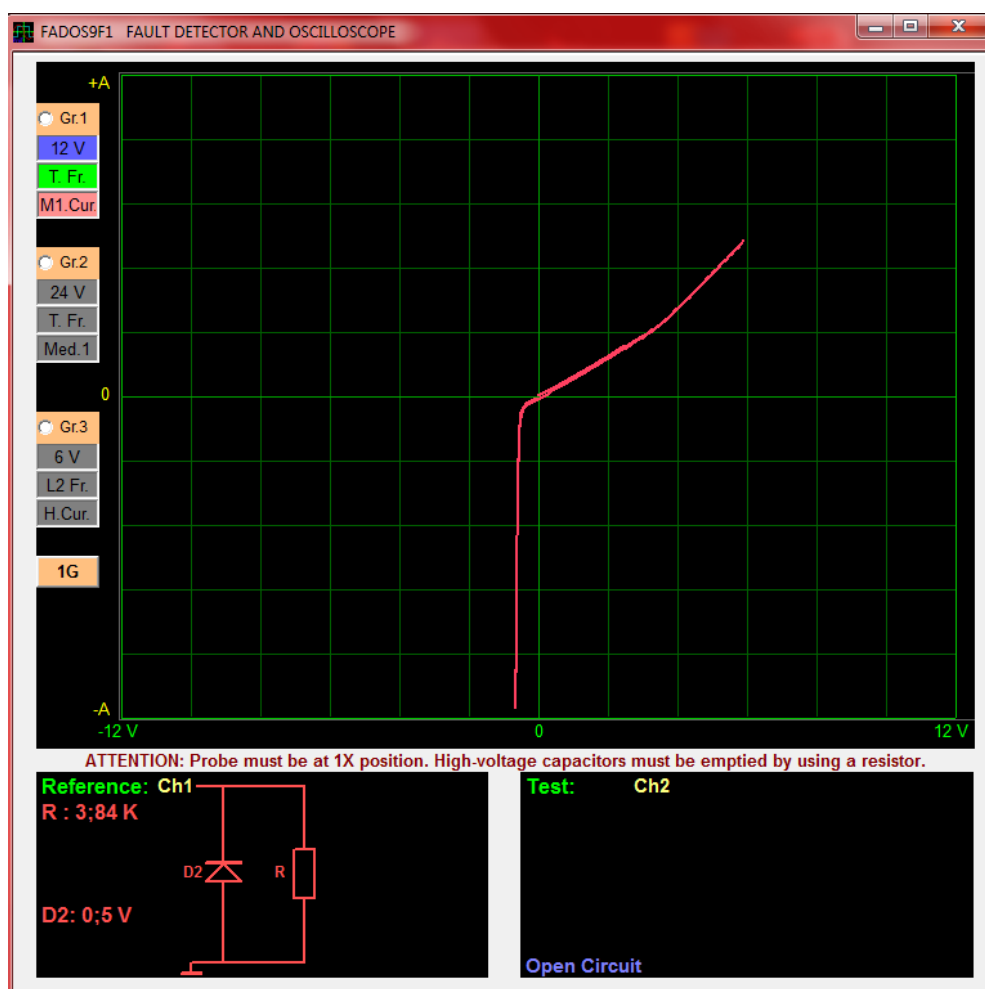 FADOS9F1 FAULT DETECTOR AND OSCILLOSCOPE
+A
Gr.1
12 V
T. Fr.
M1.Cur.
Gr.2
24 V
T. Fr.
Med.1
0
Gr.3
6 V
L2 Fr.
H.Cur.
1G
-A
-12 V 0 12 V
ATTENTION: Probe must be at 1X position. High-voltage capacitors must be emptied by using a resistor.
Reference: Ch1
R : 3;84 K
D2 R
D2: 0;5 V
Test: Ch2
Open Circuit